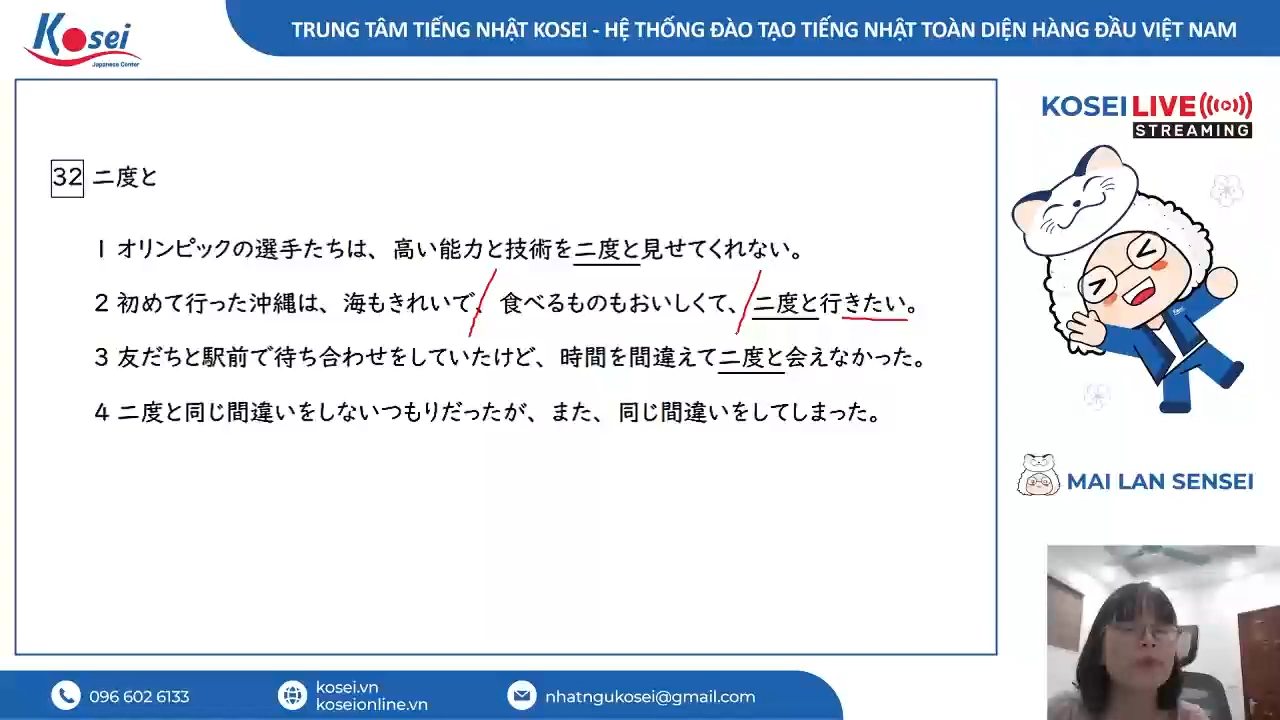 Kosei
Japanese Center
TRUNG TÂM TIẾNG NHẬT KOSEI - HỆ THỐNG ĐÀO TẠO TIẾNG NHẬT TOÀN DIỆN HÀNG ĐẦU VIỆT NAM
KOSEI LIVE
STREAMING
32 二度と
1 オリンピックの選手たちは、高い能力と技術を二度と見せてくれない。
2 初めて行った沖縄は、海もきれいで、食べるものもおいしくて、二度と行きたい。
3 友だちと駅前で待ち合わせをしていたけど、時間を間違えて二度と会えなかった。
4 二度と同じ間違いをしないつもりだったが、また、同じ間違いをしてしまった。
MAI LAN SENSEI
096 602 6133
kosei.vn
koseionline.vn
nhatngukosei@gmail.com